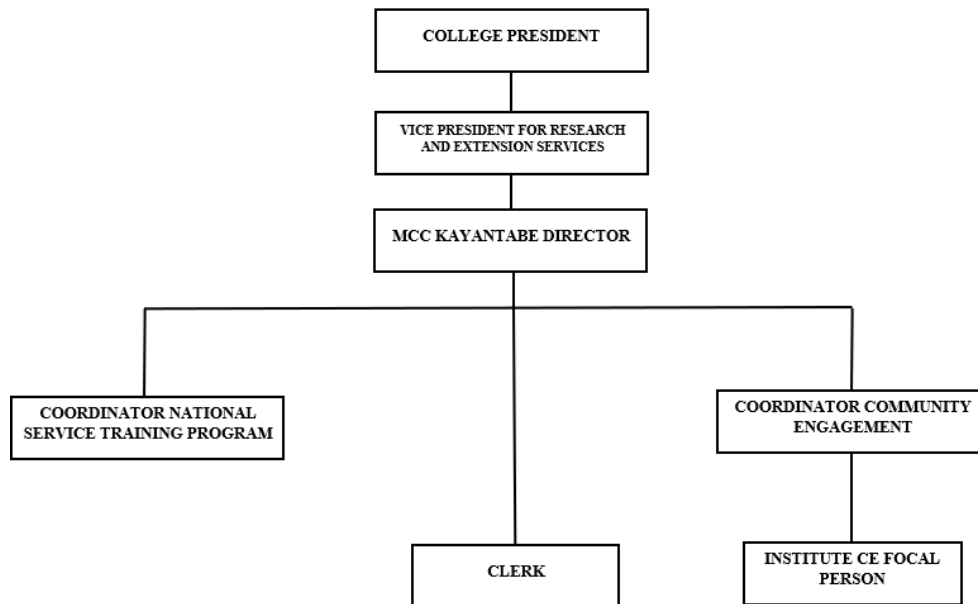 COLLEGE PRESIDENT
VICE PRESIDENT FOR RESEARCH
AND EXTENSION SERVICES
MCC KAYANTABE DIRECTOR
COORDINATOR NATIONAL
SERVICE TRAINING PROGRAM
COORDINATOR COMMUNITY
ENGAGEMENT
CLERK
INSTITUTE CE FOCAL
PERSON